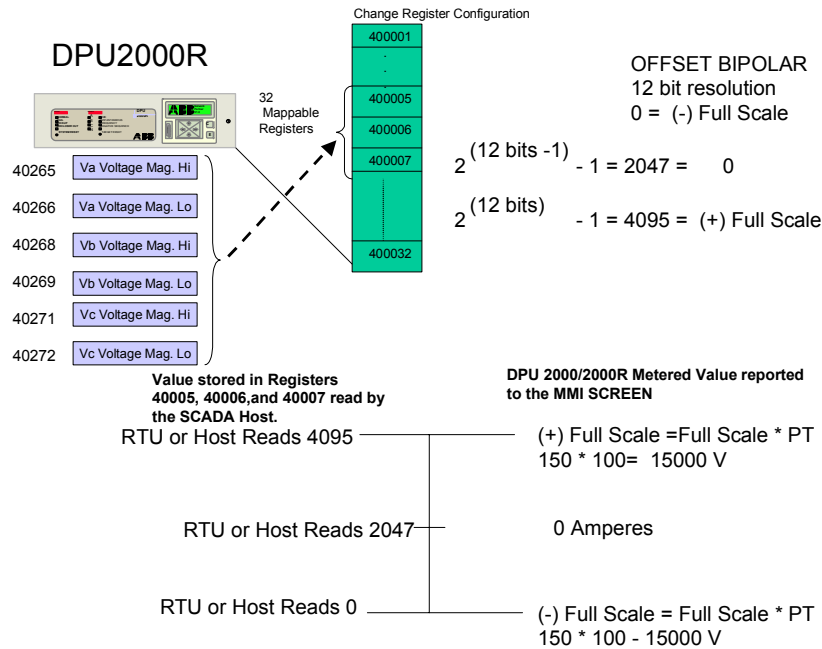 Change Register Configuration
DPU2000R
400001
OFFSET BIPOLAR
12 bit resolution
0 = (-) Full Scale
32
Mappable
Registers
400005
400006
400007
400032
ABB
40265 Va Voltage Mag. Hi
40266 Va Voltage Mag. Lo
40268 Vb Voltage Mag. Hi
40269 Vb Voltage Mag. Lo
40271 Vc Voltage Mag. Hi
40272 Vc Voltage Mag. Lo
2 (12 bits -1) - 1 = 2047 = 0
2 (12 bits) - 1 = 4095 = (+) Full Scale
Value stored in Registers
40005, 40006,and 40007 read by
the SCADA Host.
DPU 2000/2000R Metered Value reported
to the MMI SCREEN
RTU or Host Reads 4095
(+) Full Scale =Full Scale * PT
150 * 100= 15000 V
RTU or Host Reads 2047
0 Amperes
RTU or Host Reads 0
(-) Full Scale = Full Scale * PT
150 * 100 - 15000 V